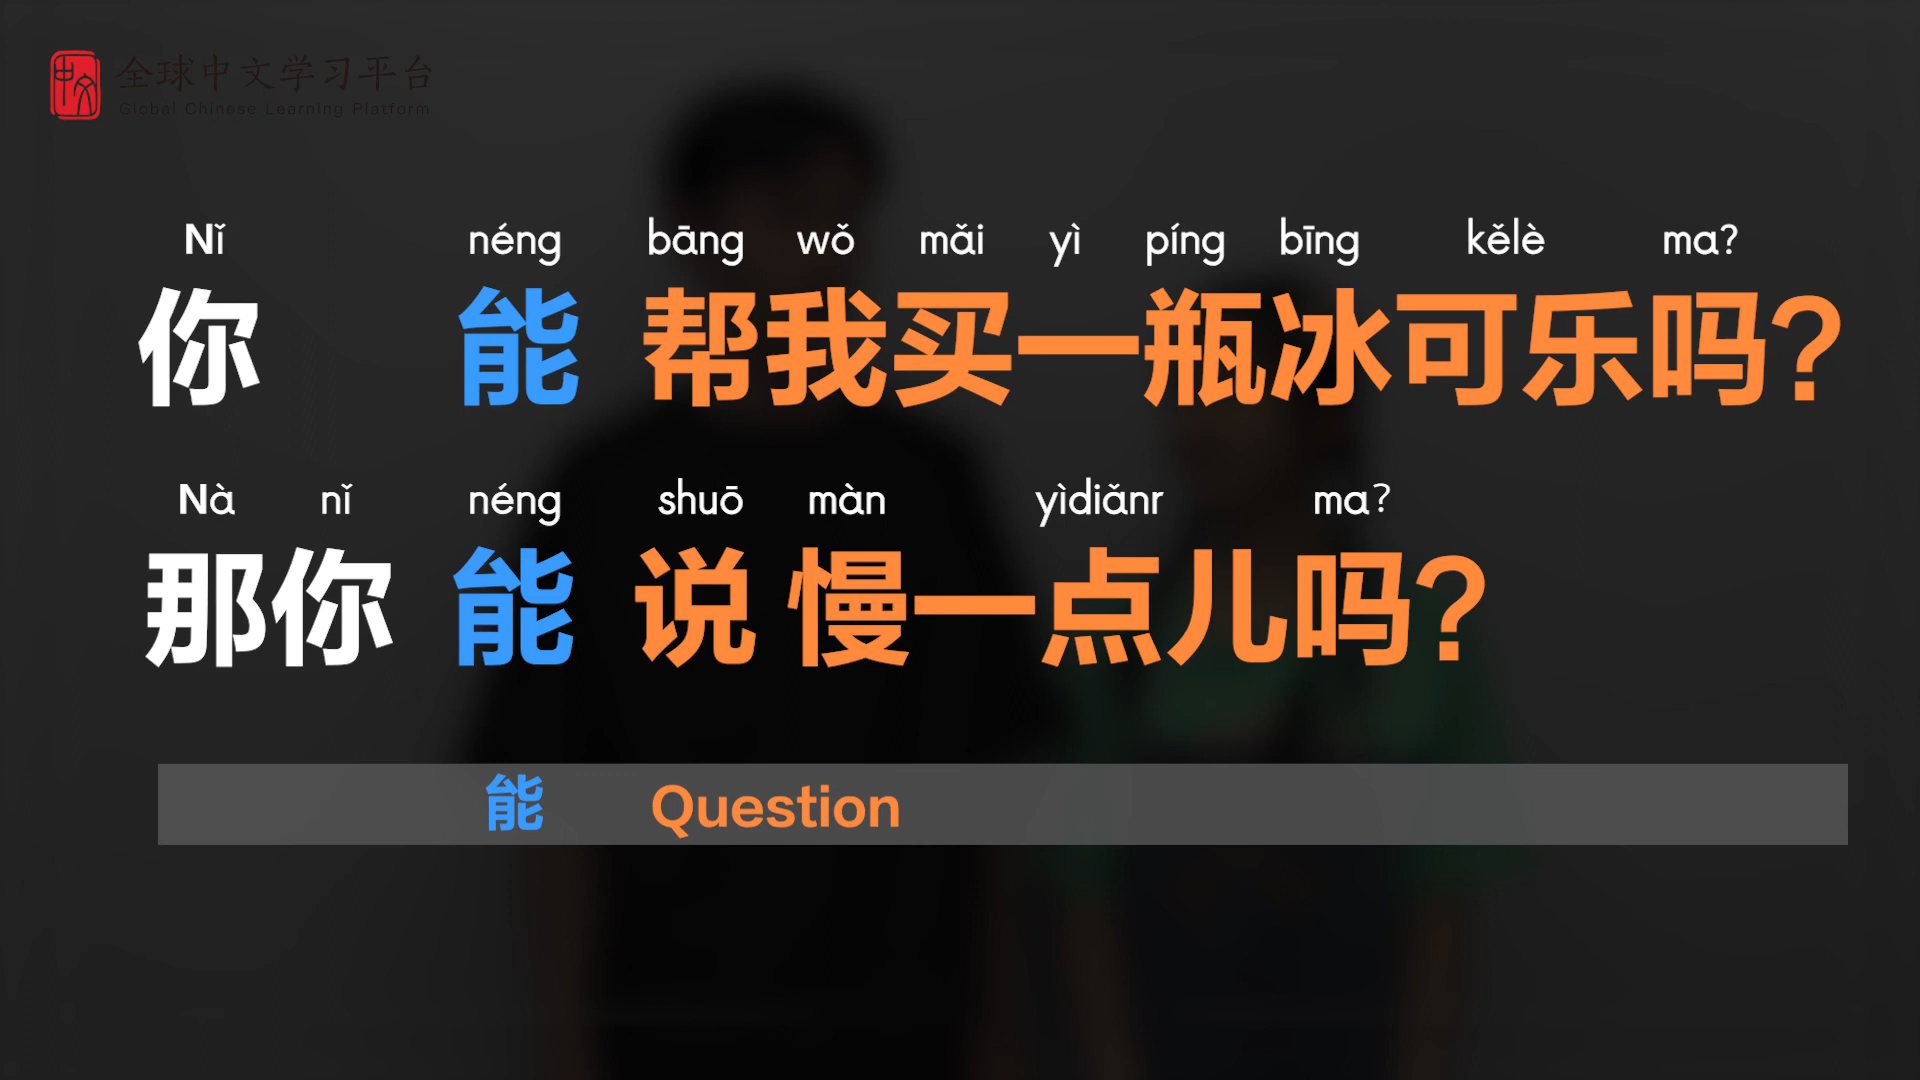 中文
全球中文学习平台
Global Chinese Learning Platform
Nǐ néng bāng wǒ mǎi yì píng bīng kělè ma?
你 能 帮我买一瓶冰可乐吗?
Nà nǐ néng shuō màn yìdiǎnr ma?
那你 能 说 慢一点儿吗?
能 Question